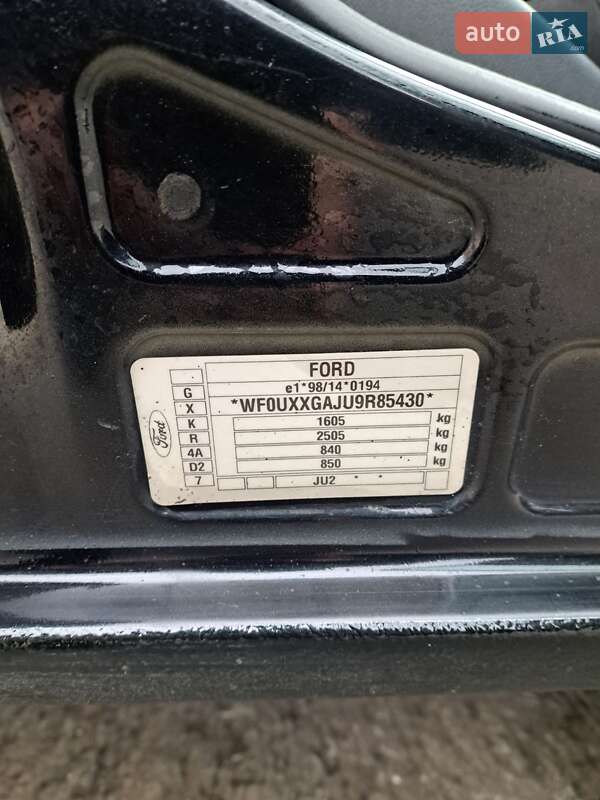 auto RIA.com
FORD
G e1*98/14*0194
X *WF0UXXGAJU9R85430*
K 1605 kg
R 2505 kg
4A 840 kg
D2 850 kg
7 JU2 * *
Ford